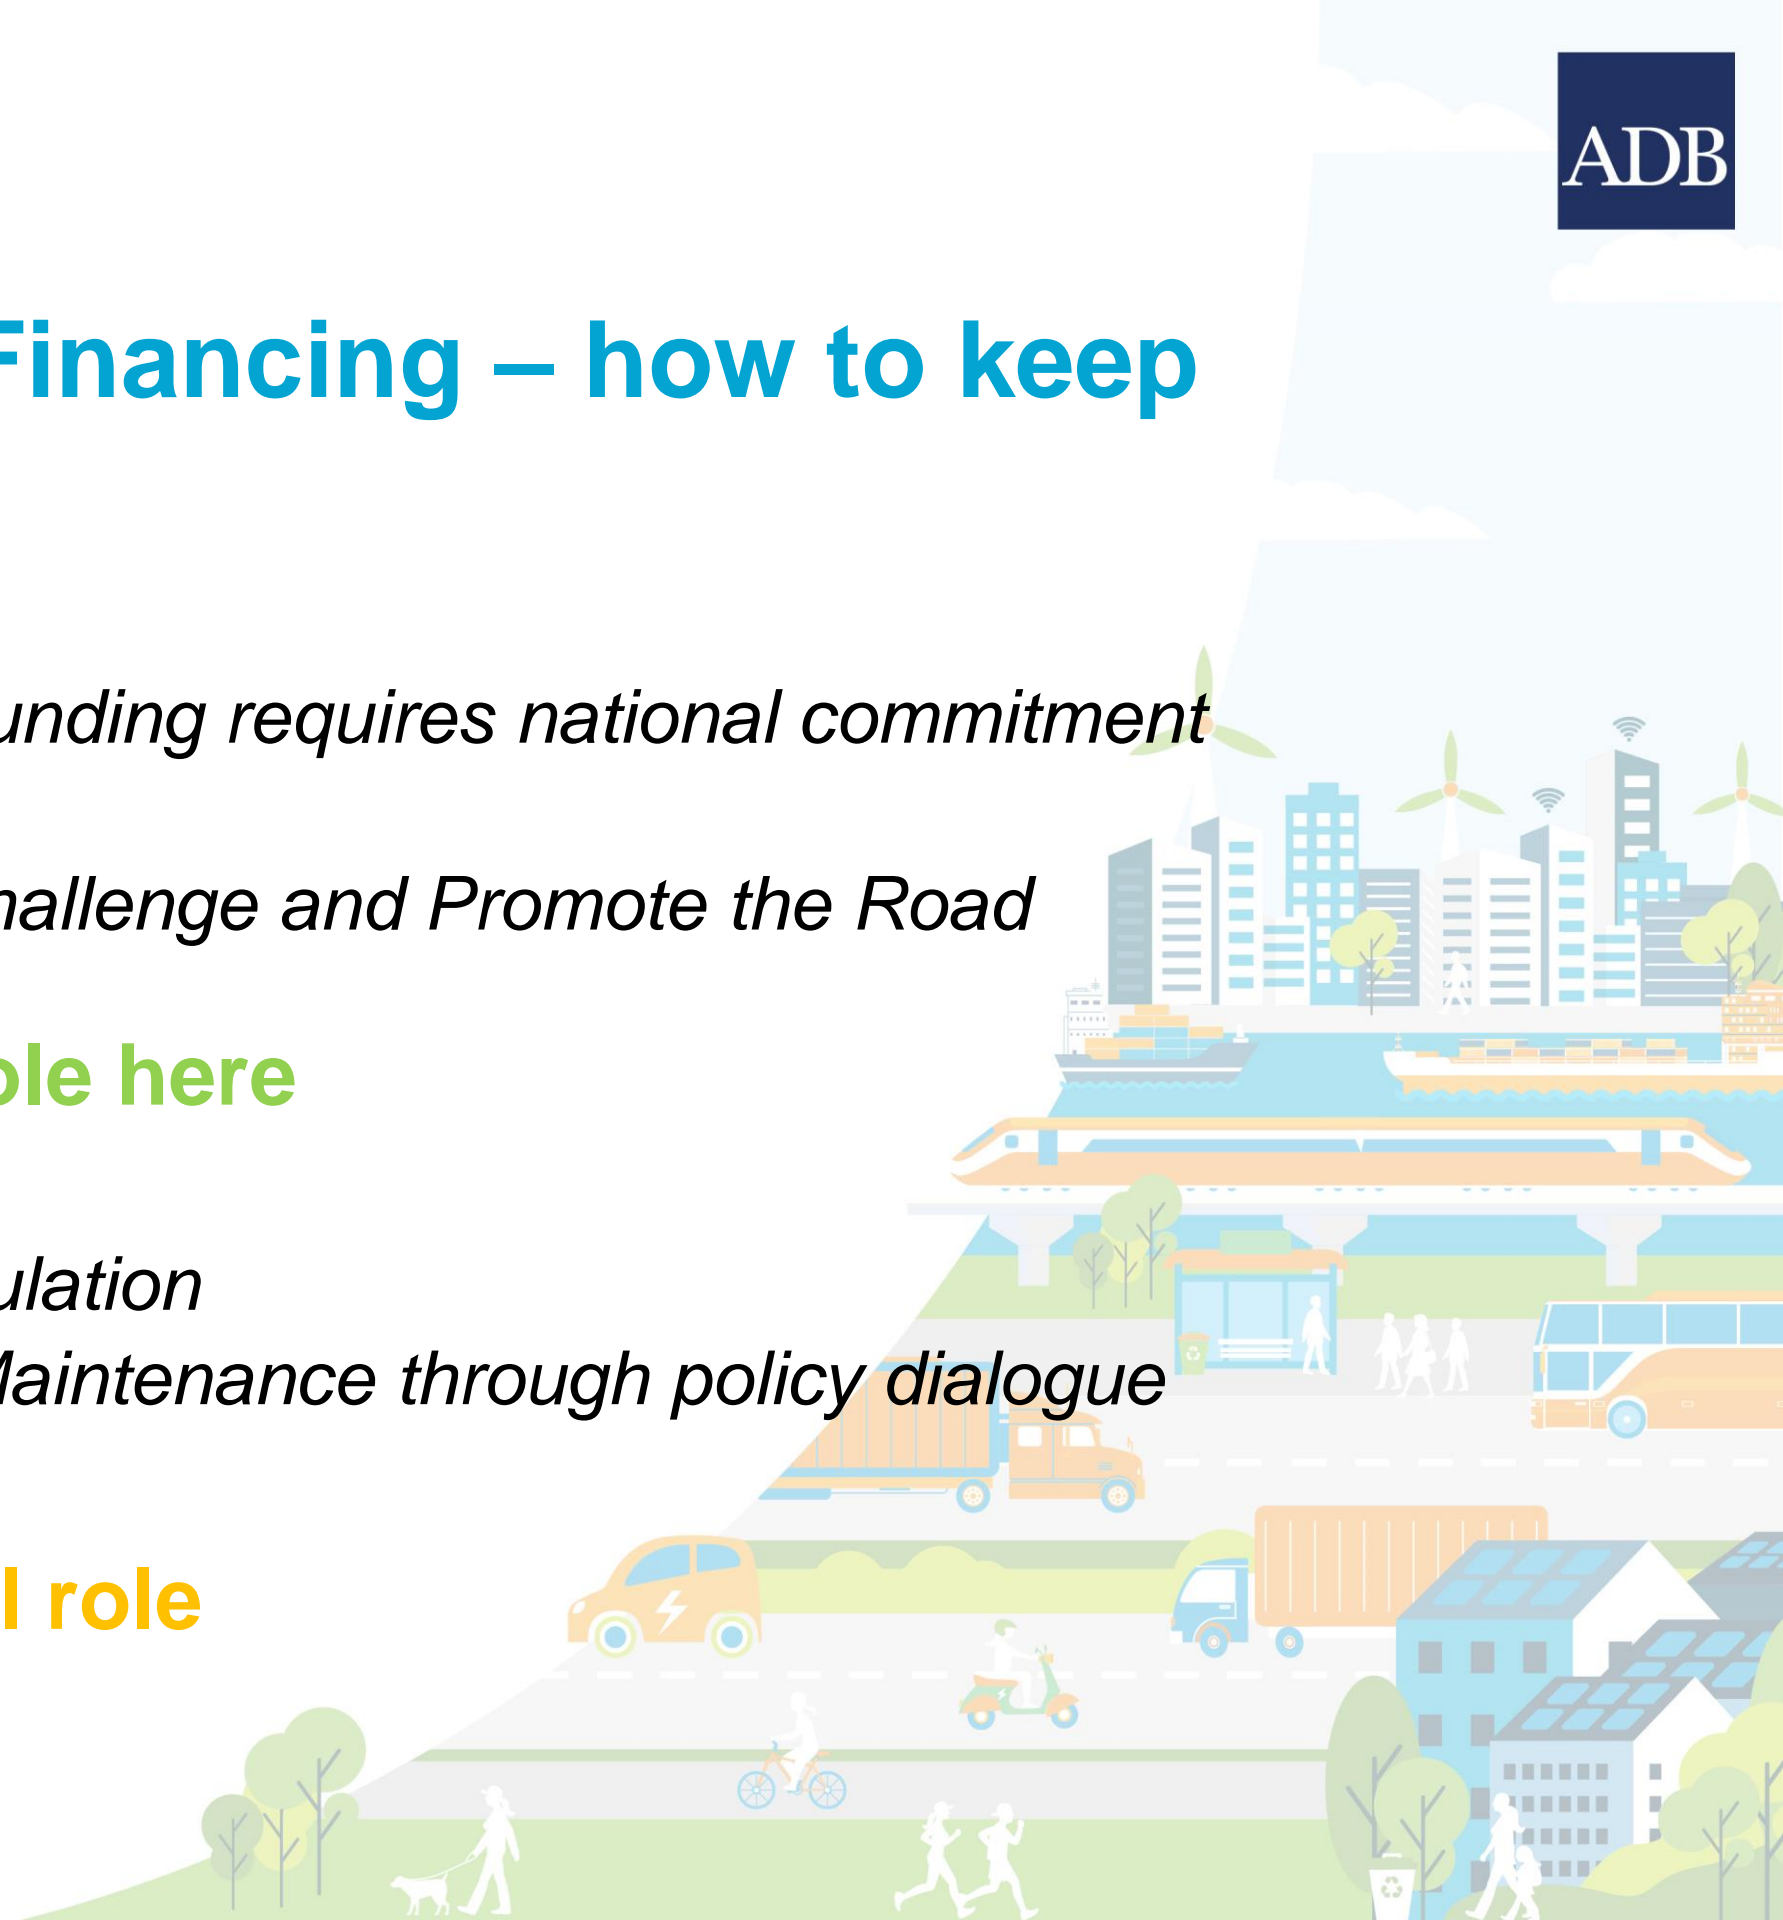 ADB
Financing – how to keep
unding requires national commitment
hallenge and Promote the Road
ole here
ulation
Maintenance through policy dialogue
l role